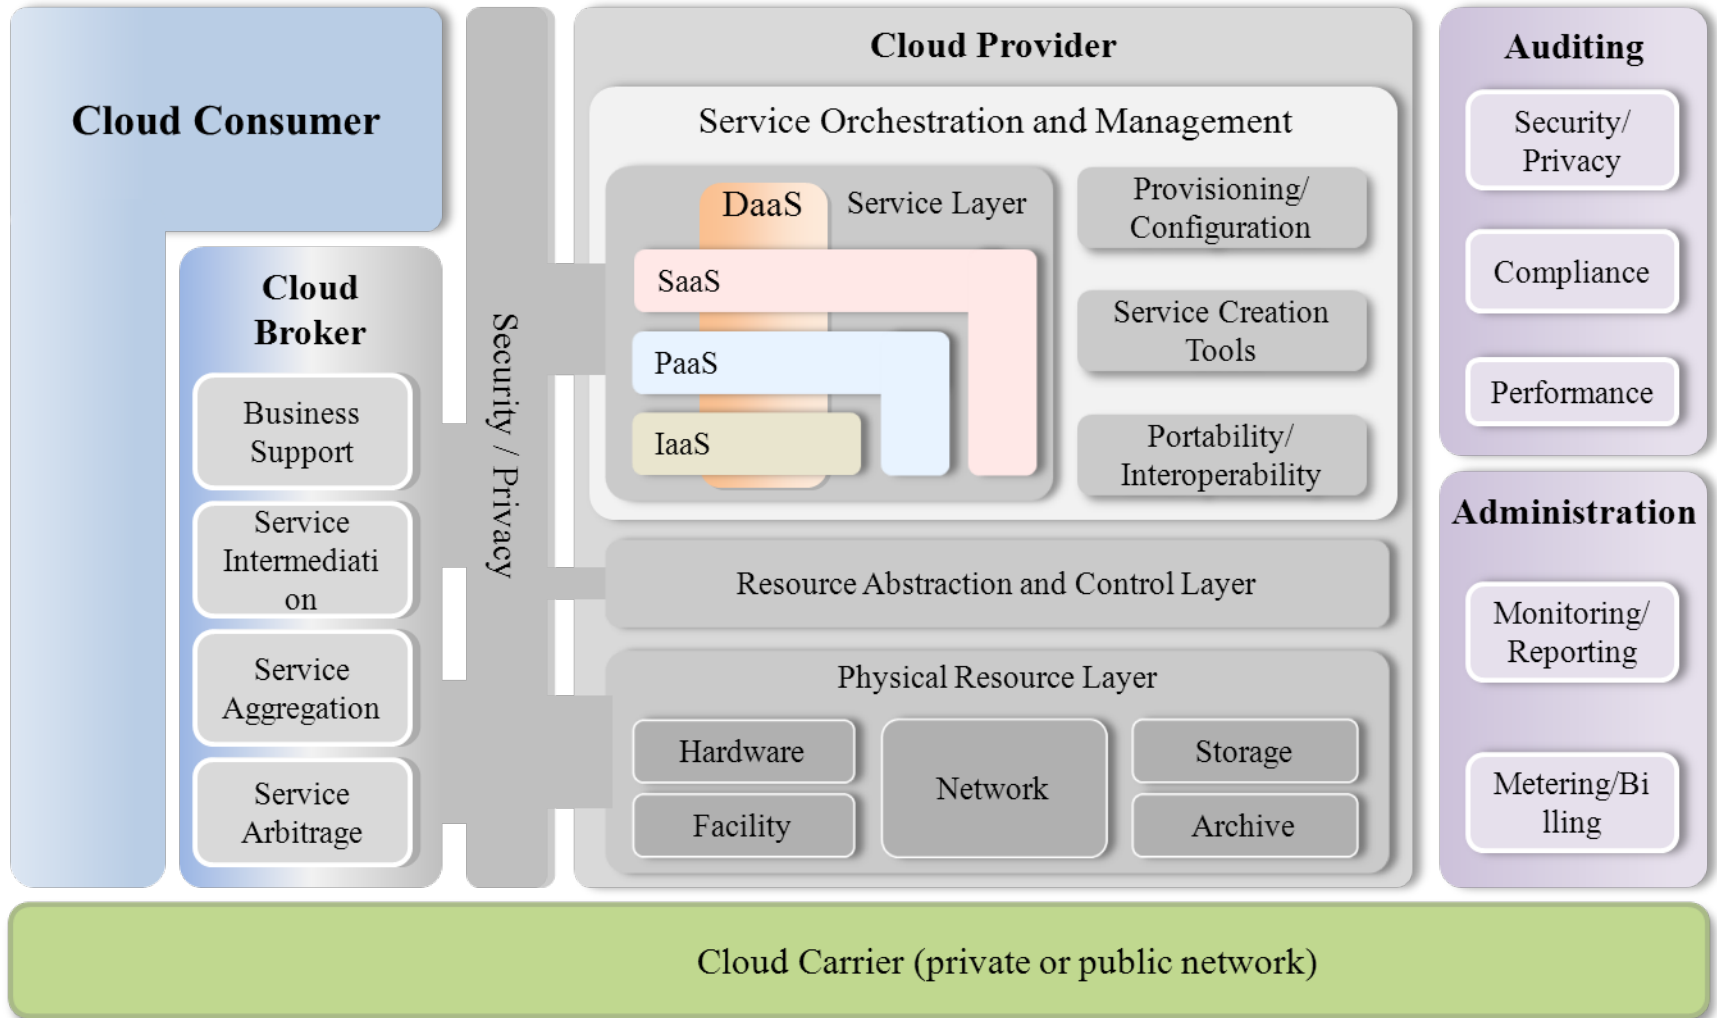 Cloud Consumer
Cloud
Broker
Business
Support
Service
Intermediati
on
Service
Aggregation
Service
Arbitrage
Security / Privacy
Cloud Provider
Service Orchestration and Management
DaaS
Service Layer
SaaS
PaaS
IaaS
Provisioning/
Configuration
Service Creation
Tools
Portability/
Interoperability
Resource Abstraction and Control Layer
Physical Resource Layer
Hardware
Facility
Network
Storage
Archive
Auditing
Security/
Privacy
Compliance
Performance
Administration
Monitoring/
Reporting
Metering/Bi
lling
Cloud Carrier (private or public network)